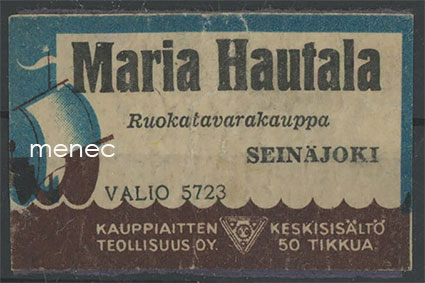 Maria Hautala
Ruokatavarakauppa
menec
SEINÄJOKI
VALIO 5723
KAUPPIAITTEN KESKISISÄLTÖ
TEOLLISUUS OY. 50 TIKKUA